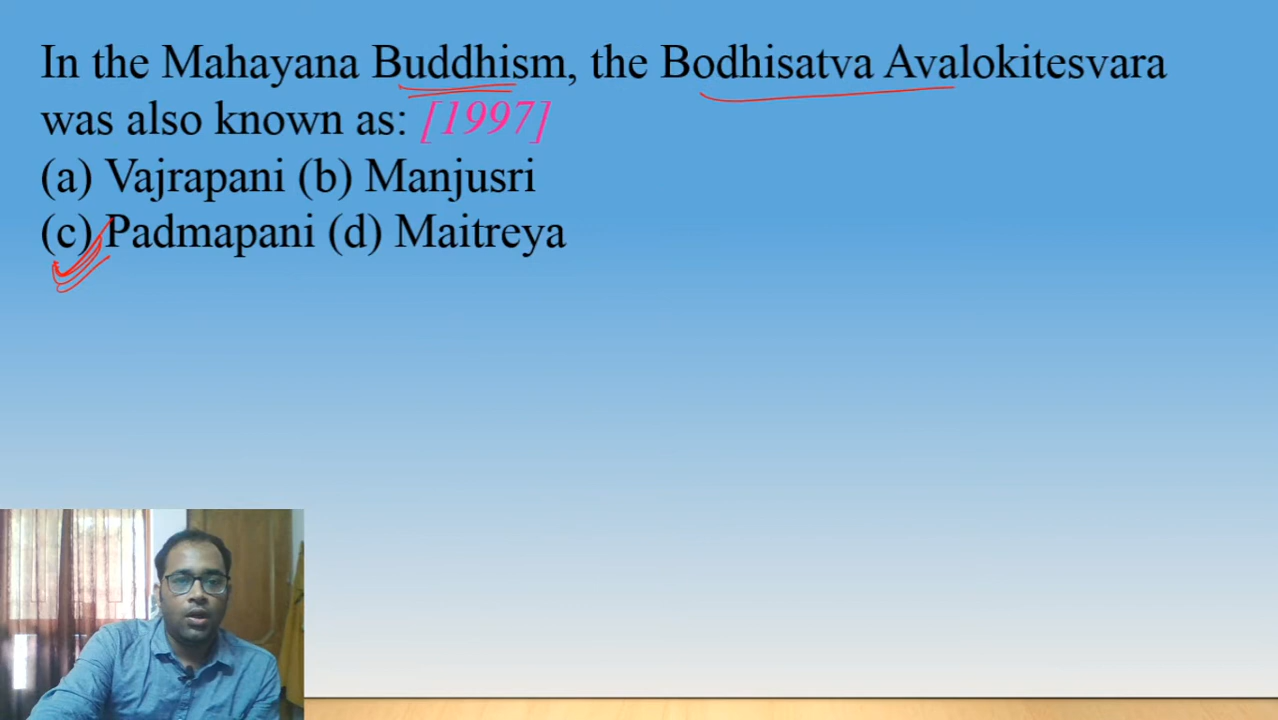 In the Mahayana Buddhism, the Bodhisatva Avalokitesvara
was also known as: [1997]
(a) Vajrapani (b) Manjusri
(c) Padmapani (d) Maitreya